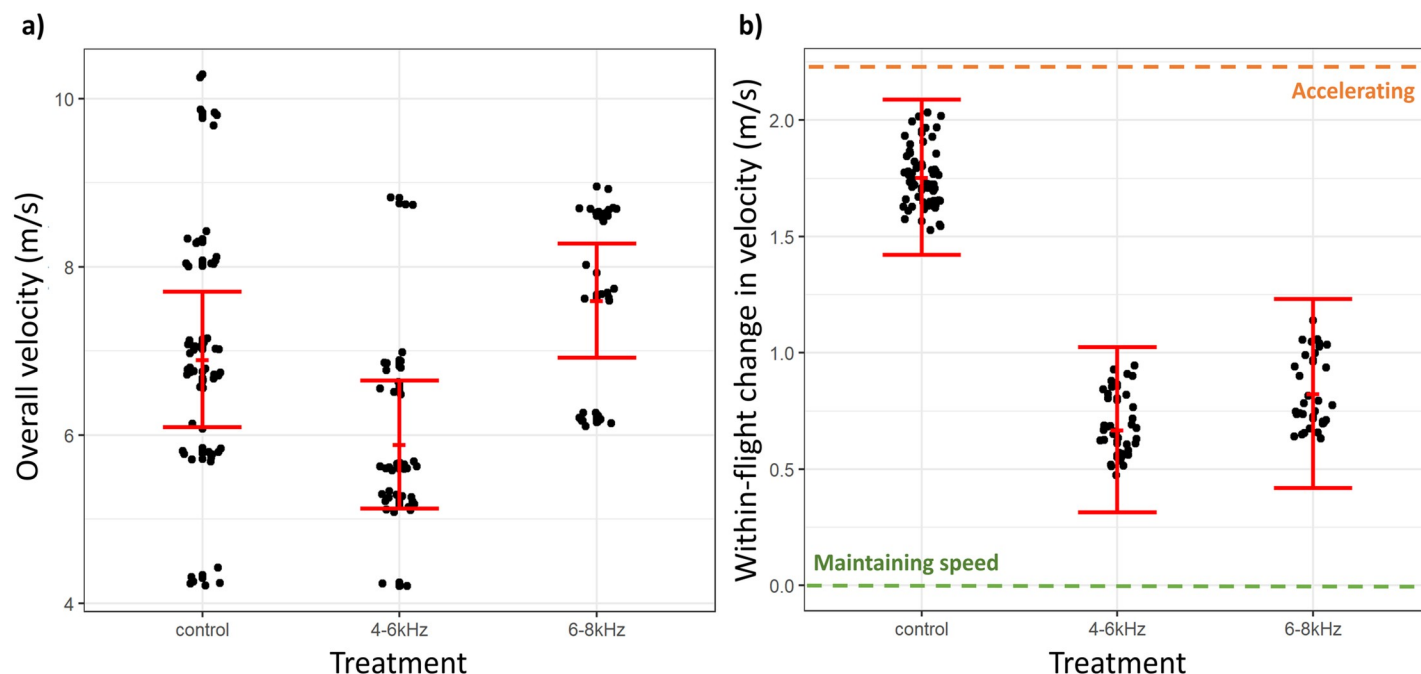 a)
Overall velocity (m/s)
10
8
6
4
control
4-6kHz
6-8kHz
Treatment
b)
Within-flight change in velocity (m/s)
Accelerating
2.0
1.5
1.0
0.5
Maintaining speed
0.0
control
4-6kHz
6-8kHz
Treatment